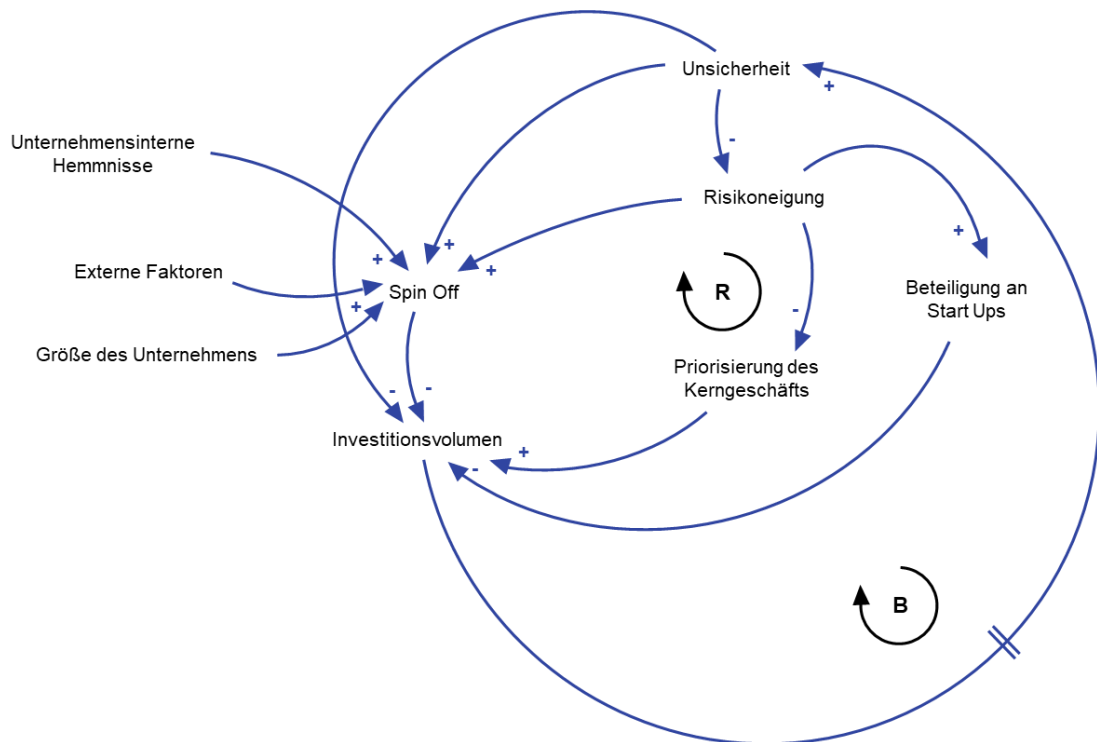 Unsicherheit
+
Unternehmensinterne
Hemmnisse
-
Risikoneigung
+
+
+
+
Externe Faktoren
Spin Off
R
Beteiligung an
Start Ups
+
-
Größe des Unternehmens
Priorisierung des
Kerngeschäfts
-
-
Investitionsvolumen
+
-
B